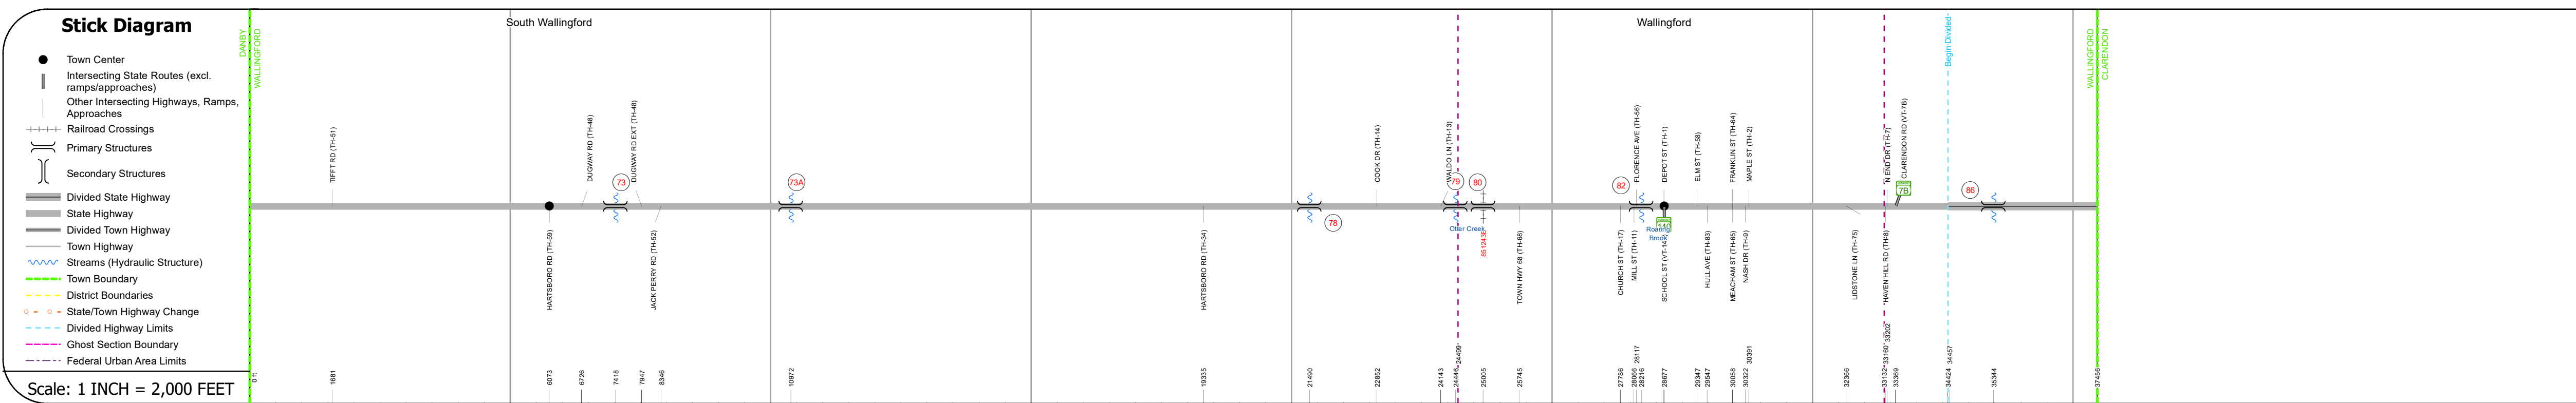 Stick Diagram
Town Center
Intersecting State Routes (excl.
ramps/approaches)
Other Intersecting Highways, Ramps,
Approaches
Railroad Crossings
Primary Structures
Secondary Structures
Divided State Highway
State Highway
Divided Town Highway
Town Highway
Streams (Hydraulic Structure)
Town Boundary
District Boundaries
State/Town Highway Change
Divided Highway Limits
Ghost Section Boundary
Federal Urban Area Limits
Scale: 1 INCH = 2,000 FEET
South Wallingford
Wallingford
DANBY
WALLINGFORD
Begin Divided
WALLINGFORD
CLARENDON
TIFFT RD (TH-51)
DUGWAY RD (TH-48)
DUGWAY RD EXT (TH-48)
COOK DR (TH-14)
WALDO LN (TH-13)
FLORENCE AVE (TH-56)
DEPOT ST (TH-1)
ELM ST (TH-58)
FRANKLIN ST (TH-64)
MAPLE ST (TH-2)
N END DR (TH-7)
CLARENDON RD (VT-7B)
73
73A
78
79
80
82
7B
86
Otter Creek
Roaring
Brook
HARTSBORO RD (TH-59)
JACK PERRY RD (TH-52)
HARTSBORO RD (TH-34)
TOWN HWY 68 (TH-68)
CHURCH ST (TH-17)
MILL ST (TH-11)
HULL AVE (TH-83)
MEACHAM ST (TH-65)
NASH DR (TH-9)
LIDSTONE LN (TH-75)
HAVEN HILL RD (TH-8)
0 ft
1681
6073
6726
7418
7947
8346
10972
19335
21490
22852
24143
24446
24499
25005
25745
27786
28066
28117
28216
28677
29347
29547
30058
30322
30391
32366
33132
33160
33202
33369
34424
34457
35344
37456